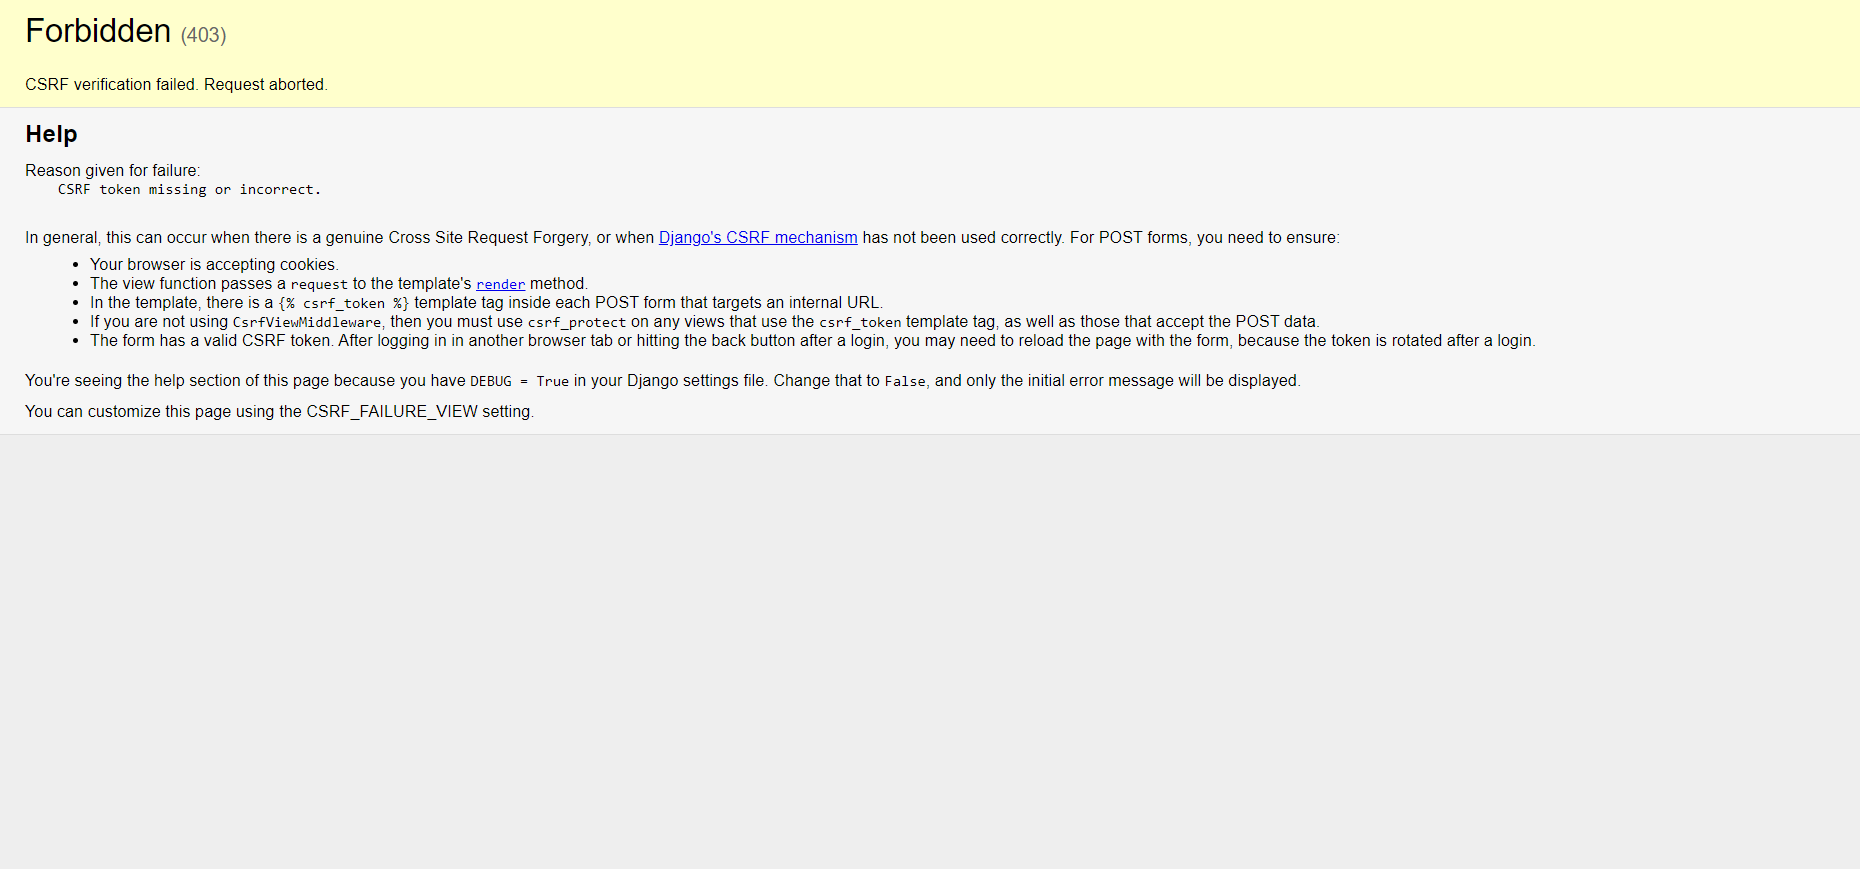 Forbidden (403)
CSRF verification failed. Request aborted.
Help
Reason given for failure:
CSRF token missing or incorrect.
In general, this can occur when there is a genuine Cross Site Request Forgery, or when Django's CSRF mechanism has not been used correctly. For POST forms, you need to ensure:
• Your browser is accepting cookies.
• The view function passes a request to the template's render method.
• In the template, there is a {% csrf_token %} template tag inside each POST form that targets an internal URL.
• If you are not using CsrfViewMiddleware, then you must use csrf_protect on any views that use the csrf_token template tag, as well as those that accept the POST data.
• The form has a valid CSRF token. After logging in in another browser tab or hitting the back button after a login, you may need to reload the page with the form, because the token is rotated after a login.
You're seeing the help section of this page because you have DEBUG = True in your Django settings file. Change that to False, and only the initial error message will be displayed.
You can customize this page using the CSRF_FAILURE_VIEW setting.